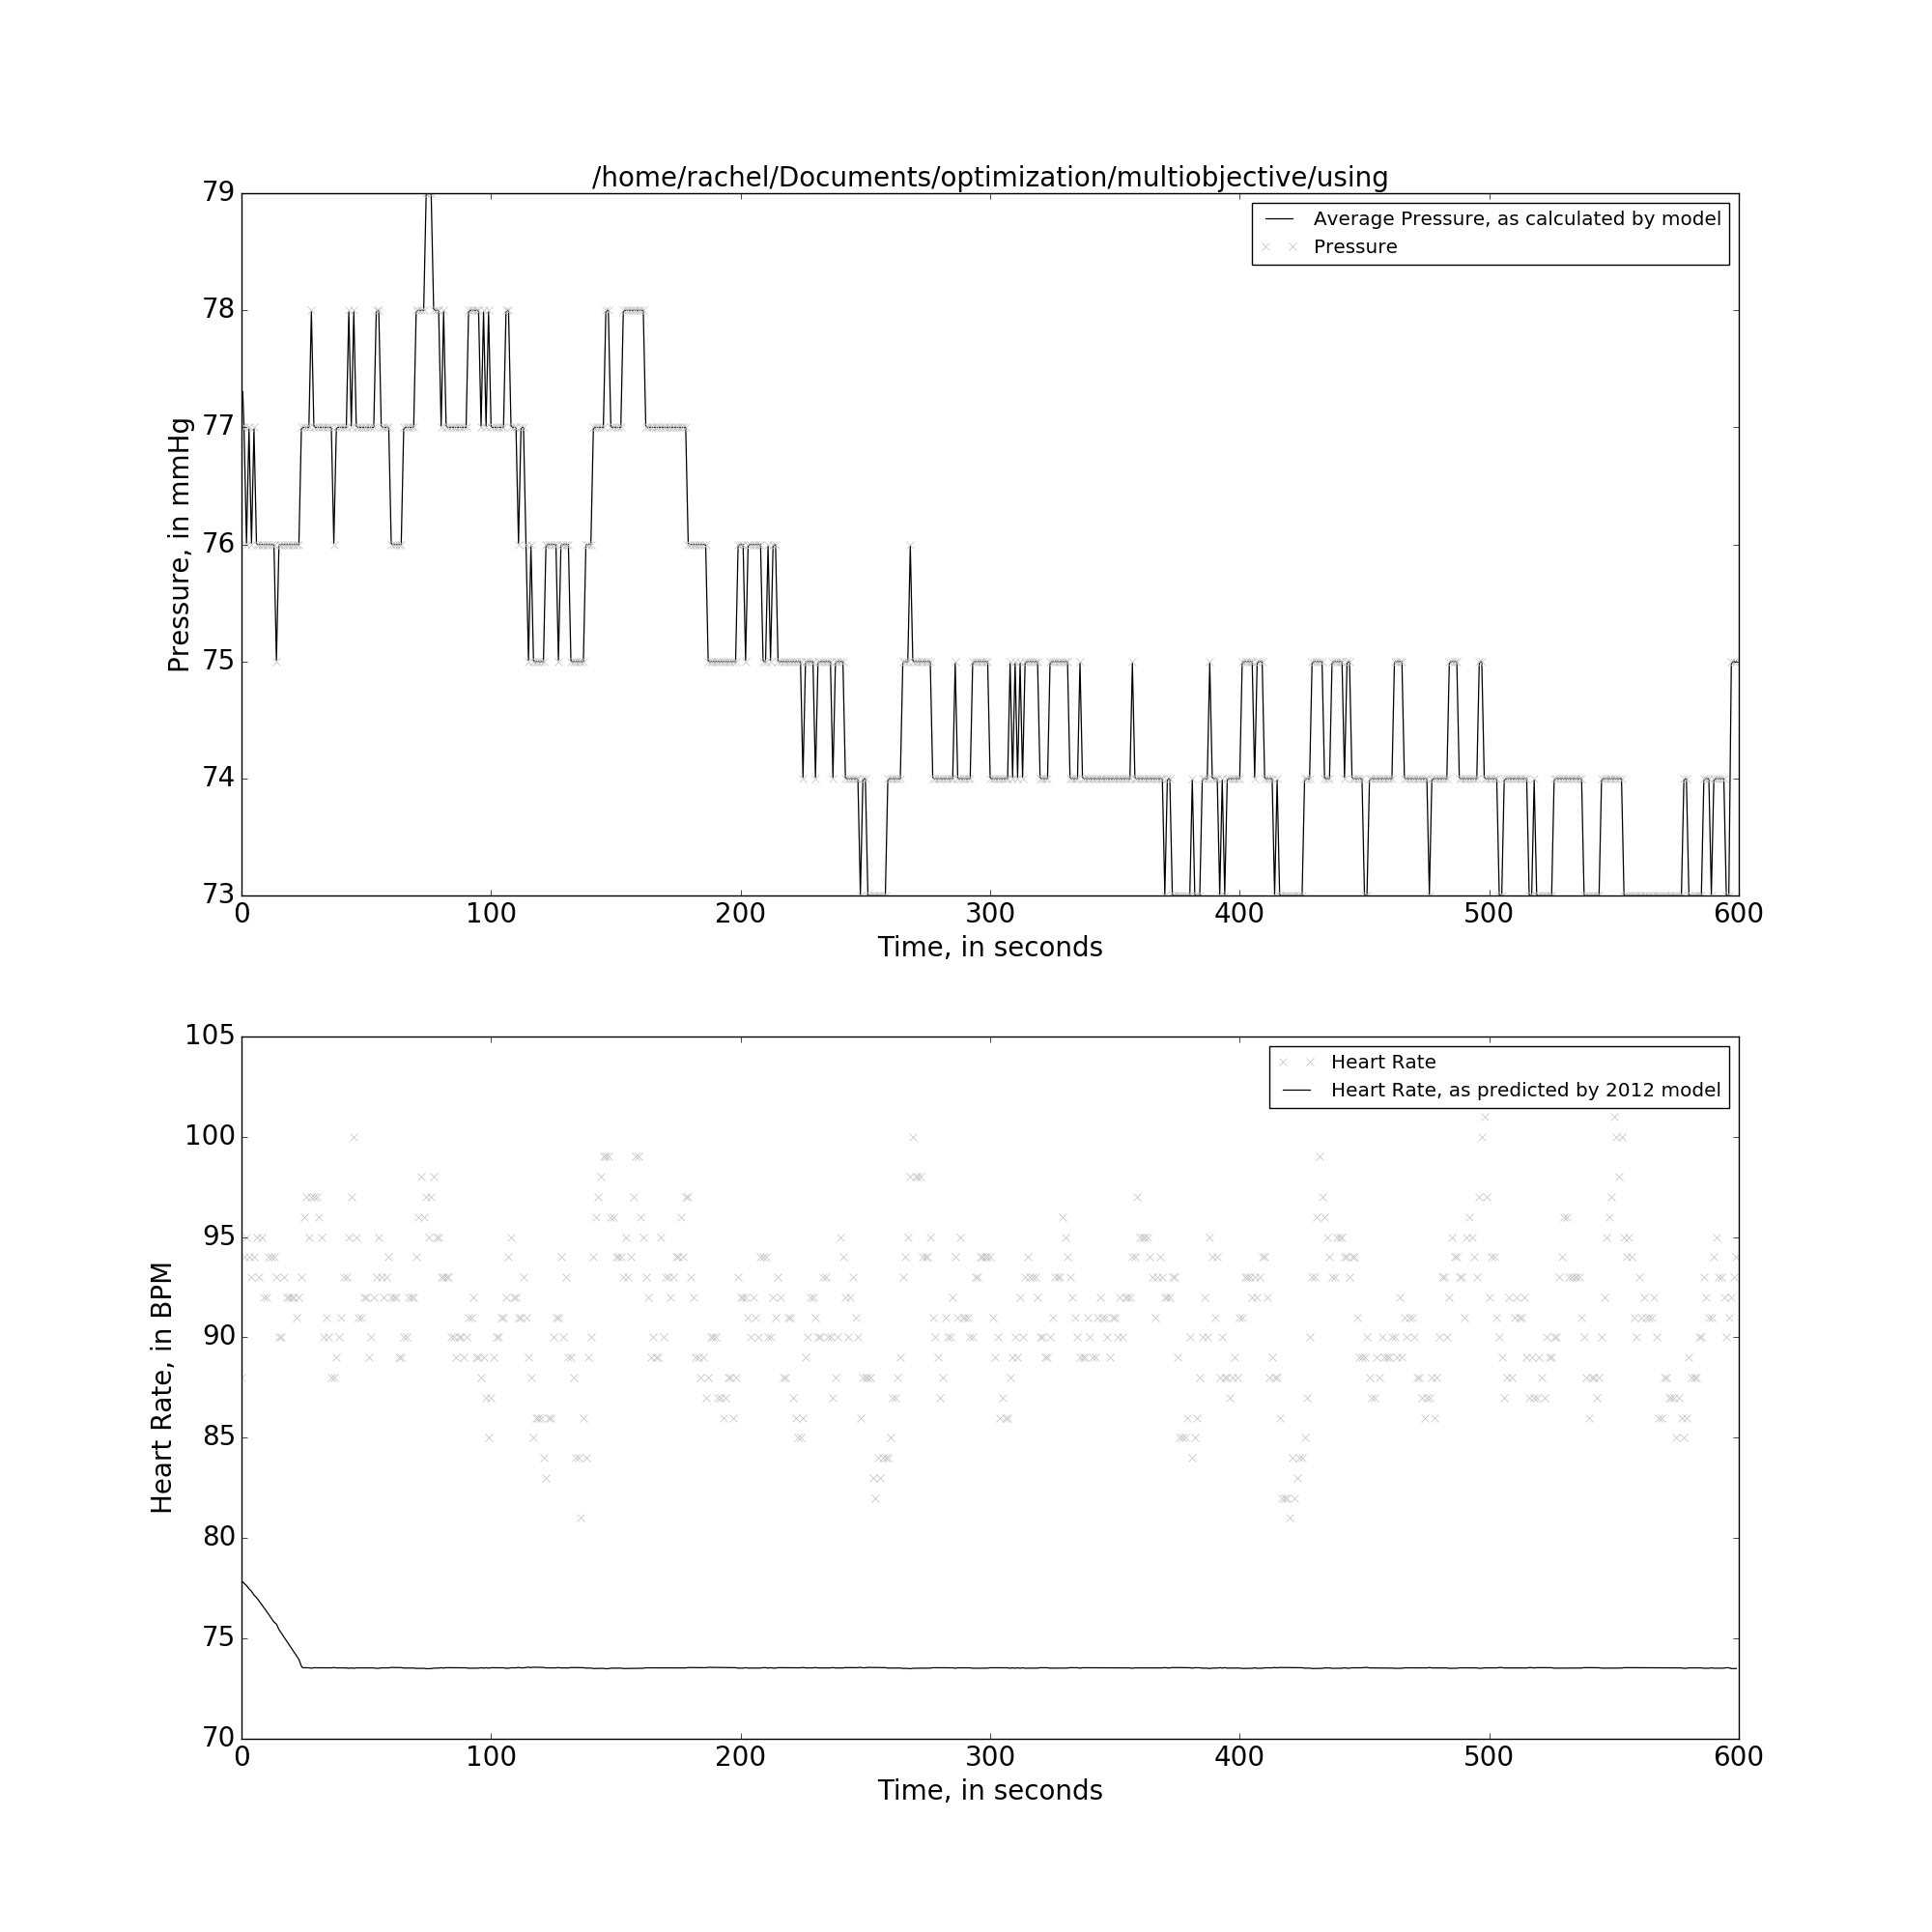 /home/rachel/Documents/optimization/multiobjective/using
79
78
77
76
75
74
73
Pressure, in mmHg
Average Pressure, as calculated by model
Pressure
0 100 200 300 400 500 600
Time, in seconds
105
100
95
90
85
80
75
70
Heart Rate, in BPM
Heart Rate
Heart Rate, as predicted by 2012 model
0 100 200 300 400 500 600
Time, in seconds